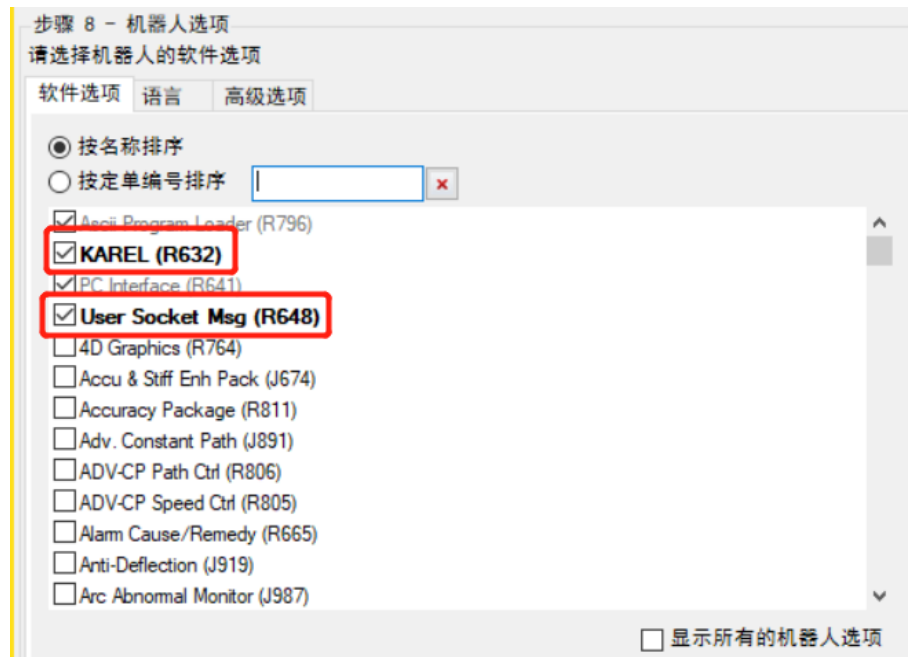 步骤 8 - 机器人选项
请选择机器人的软件选项
软件选项 语言 高级选项
按名称排序
按定单编号排序
Ascii Program Loader (R796)
KAREL (R632)
PC Interface (R641)
User Socket Msg (R648)
4D Graphics (R764)
Accu & Stiff Enh Pack (J674)
Accuracy Package (R811)
Adv. Constant Path (J891)
ADV-CP Path Ctrl (R806)
ADV-CP Speed Ctrl (R805)
Alarm Cause/Remedy (R665)
Anti-Deflection (J919)
Arc Abnormal Monitor (J987)
显示所有的机器人选项